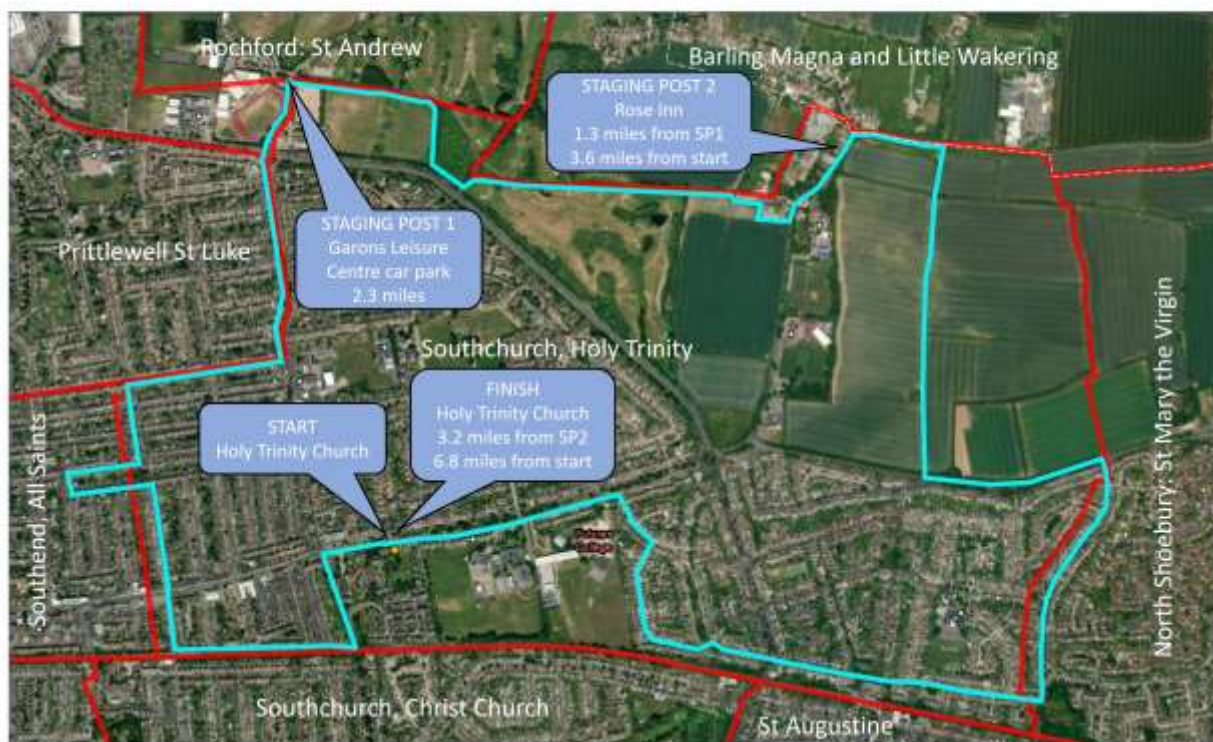 Rochford: St Andrew
Barling Magna and Little Wakering
STAGING POST 2
Rose Inn
1.3 miles from SP1
3.6 miles from start
STAGING POST 1
Garons Leisure
Centre car park
2.3 miles
Prittlewell St Luke
Southchurch, Holy Trinity
START
Holy Trinity Church
FINISH
Holy Trinity Church
3.2 miles from SP2
6.8 miles from start
Southend, All Saints
North Shoebury: St Mary the Virgin
College
Southchurch, Christ Church
St Augustine